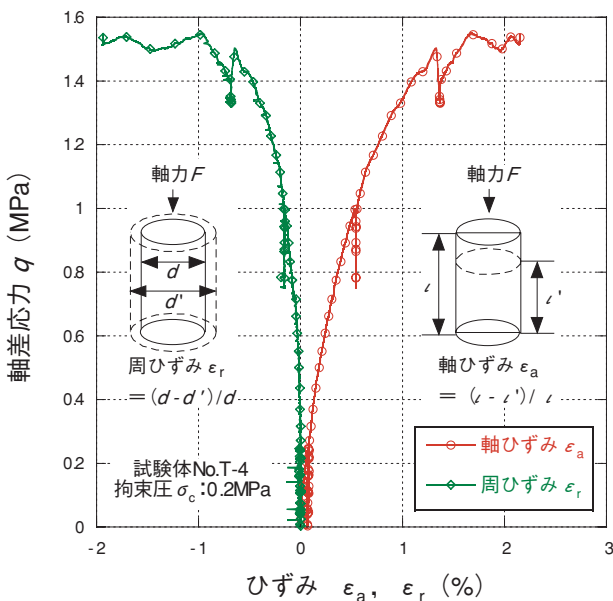 軸差応力 q (MPa)
1.6
1.4
1.2
1
0.8
0.6
0.4
0.2
0
-2
-1
0
1
2
3
ひずみ εa, εr (%)
軸力F
d
d'
周ひずみ εr
=(d-d')/d
軸力F
ι
ι'
軸ひずみ εa
= (ι-ι')/ ι
試験体No.T-4
拘束圧 σc:0.2MPa
軸ひずみ εa
周ひずみ εr